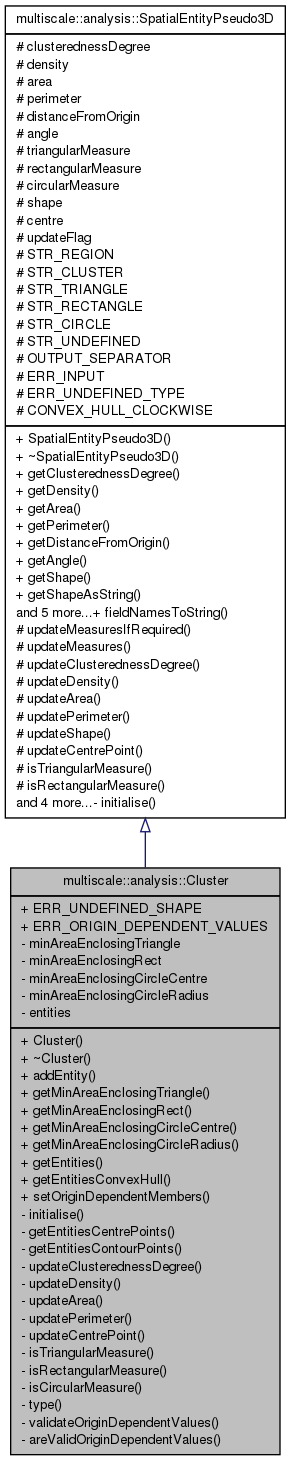 multiscale::analysis::SpatialEntityPseudo3D
# clusterednessDegree
# density
# area
# perimeter
# distanceFromOrigin
# angle
# triangularMeasure
# rectangularMeasure
# circularMeasure
# shape
# centre
# updateFlag
# STR_REGION
# STR_CLUSTER
# STR_TRIANGLE
# STR_RECTANGLE
# STR_CIRCLE
# STR_UNDEFINED
# OUTPUT_SEPARATOR
# ERR_INPUT
# ERR_UNDEFINED_TYPE
# CONVEX_HULL_CLOCKWISE
+ SpatialEntityPseudo3D()
+ ~SpatialEntityPseudo3D()
+ getClusterednessDegree()
+ getDensity()
+ getArea()
+ getPerimeter()
+ getDistanceFromOrigin()
+ getAngle()
+ getShape()
+ getShapeAsString()
and 5 more...+ fieldNamesToString()
# updateMeasuresIfRequired()
# updateMeasures()
# updateClusterednessDegree()
# updateDensity()
# updateArea()
# updatePerimeter()
# updateShape()
# updateCentrePoint()
# isTriangularMeasure()
# isRectangularMeasure()
and 4 more...- initialise()
multiscale::analysis::Cluster
+ ERR_UNDEFINED_SHAPE
+ ERR_ORIGIN_DEPENDENT_VALUES
- minAreaEnclosingTriangle
- minAreaEnclosingRect
- minAreaEnclosingCircleCentre
- minAreaEnclosingCircleRadius
- entities
+ Cluster()
+ ~Cluster()
+ addEntity()
+ getMinAreaEnclosingTriangle()
+ getMinAreaEnclosingRect()
+ getMinAreaEnclosingCircleCentre()
+ getMinAreaEnclosingCircleRadius()
+ getEntities()
+ getEntitiesConvexHull()
+ setOriginDependentMembers()
- initialise()
- getEntitiesCentrePoints()
- getEntitiesContourPoints()
- updateClusterednessDegree()
- updateDensity()
- updateArea()
- updatePerimeter()
- updateCentrePoint()
- isTriangularMeasure()
- isRectangularMeasure()
- isCircularMeasure()
- type()
- validateOriginDependentValues()
- areValidOriginDependentValues()